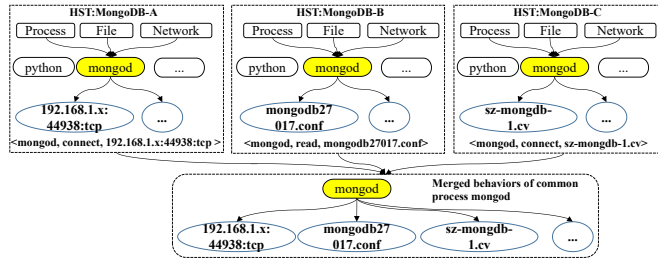 HST:MongoDB-A
Process File Network
python mongod ...
192.168.1.x:
44938:tcp
...
<mongod, connect, 192.168.1.x:44938:tcp >
HST:MongoDB-B
Process File Network
python mongod ...
mongodb27
017.conf
...
<mongod, read, mongodb27017.conf>
HST:MongoDB-C
Process File Network
python mongod ...
sz-mongdb-
1.cv
...
<mongod, connect, sz-mongdb-1.cv>
mongod
Merged behaviors of common
process mongod
192.168.1.x:
44938:tcp
mongodb27
017.conf
sz-mongdb-
1.cv
...